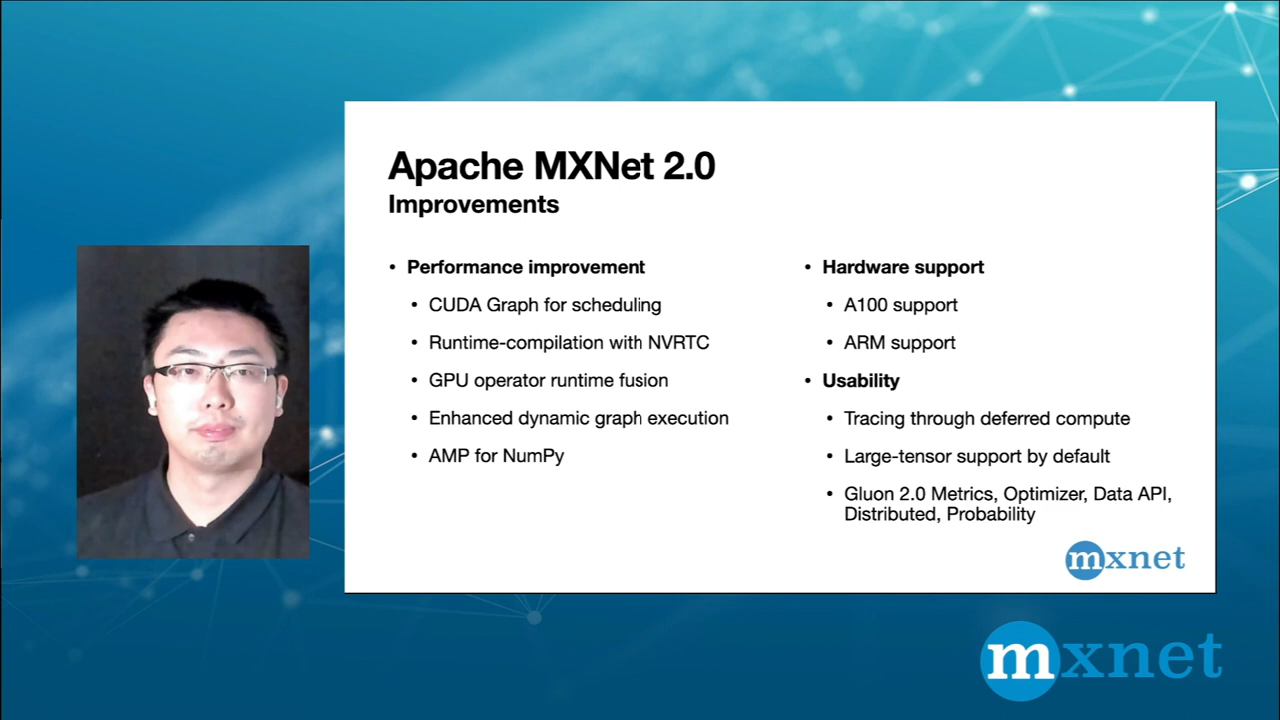 Apache MXNet 2.0
Improvements
• Performance improvement
• CUDA Graph for scheduling
• Runtime-compilation with NVRTC
• GPU operator runtime fusion
• Enhanced dynamic graph execution
• AMP for NumPy
• Hardware support
• A100 support
• ARM support
• Usability
• Tracing through deferred compute
• Large-tensor support by default
• Gluon 2.0 Metrics, Optimizer, Data API,
Distributed, Probability
mxnet
mxnet